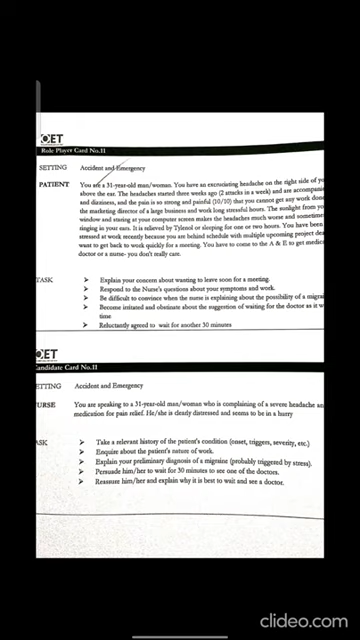 OET
Role Player Card No.11
SETTING Accident and Emergency
PATIENT You are a 31-year-old man/woman. You have an excruciating headache on the right side of yo
above the ear. The headaches started three weeks ago (2 attacks in a week) and are accompanie
and dizziness, and the pain is so strong and painful (10/10) that you cannot get any work done
the marketing director of a large business and work long stressful hours. The sunlight from yo
window and staring at your computer screen makes the headaches much worse and sometime
ringing in your ears. It is relieved by Tylenol or sleeping for one or two hours. You have been
stressed at work recently because you are behind schedule with multiple upcoming project dea
want to get back to work quickly for a meeting. You have to come to the A & E to get medic
doctor or a nurse- you don't really care.
TASK
➤ Explain your concern about wanting to leave soon for a meeting.
➤ Respond to the Nurse's questions about your symptoms and work.
➤ Be difficult to convince when the nurse is explaining about the possibility of a migrai
➤ Become irritated and obstinate about the suggestion of waiting for the doctor as it w
time
➤ Reluctantly agreed to wait for another 30 minutes
OET
Candidate Card No.11
ETTING Accident and Emergency
URSE You are speaking to a 31-year-old man/woman who is complaining of a severe headache an
medication for pain relief. He/she is clearly distressed and seems to be in a hurry
ASK
➤ Take a relevant history of the patient's condition (onset, triggers, severity, etc.)
➤ Enquire about the patient's nature of work.
➤ Explain your preliminary diagnosis of a migraine (probably triggered by stress).
➤ Persuade him/her to wait for 30 minutes to see one of the doctors.
➤ Reassure him/her and explain why it is best to wait and see a doctor.
clideo.com